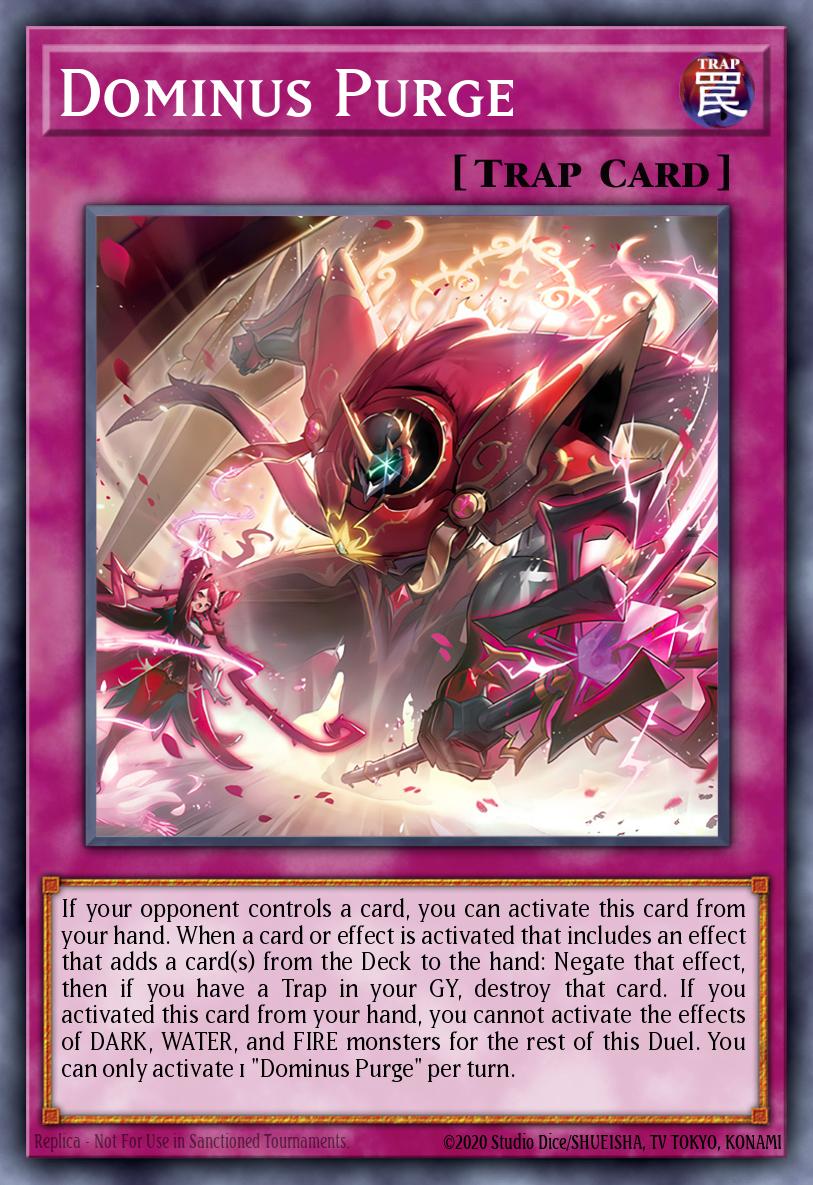 Dominus Purge
TRAP
罠
[Trap Card]
If your opponent controls a card, you can activate this card from
your hand. When a card or effect is activated that includes an effect
that adds a card(s) from the Deck to the hand: Negate that effect,
then if you have a Trap in your GY, destroy that card. If you
activated this card from your hand, you cannot activate the effects
of DARK, WATER, and FIRE monsters for the rest of this Duel. You
can only activate 1 "Dominus Purge" per turn.
Replica - Not For Use in Sanctioned Tournaments.
©2020 Studio Dice/SHUEISHA, TV TOKYO, KONAMI